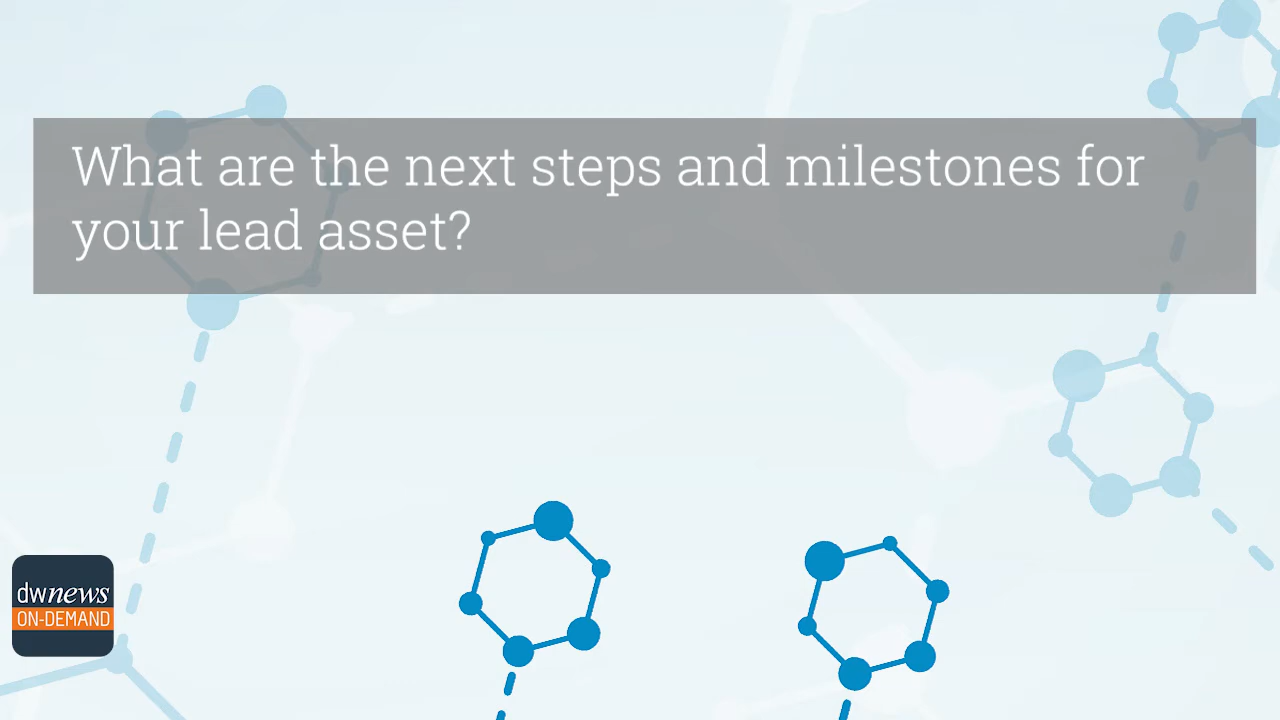 What are the next steps and milestones for
your lead asset?
dwnews
ON-DEMAND